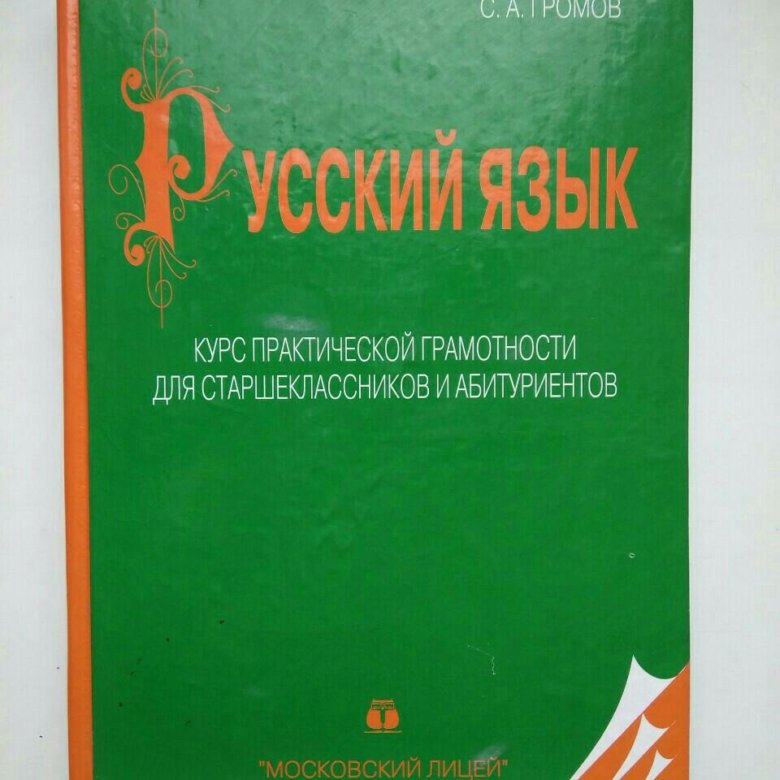 С. А. ГРОМОВ
РУССКИЙ ЯЗЫК
КУРС ПРАКТИЧЕСКОЙ ГРАМОТНОСТИ
ДЛЯ СТАРШЕКЛАССНИКОВ И АБИТУРИЕНТОВ
"МОСКОВСКИЙ ЛИЦЕЙ"